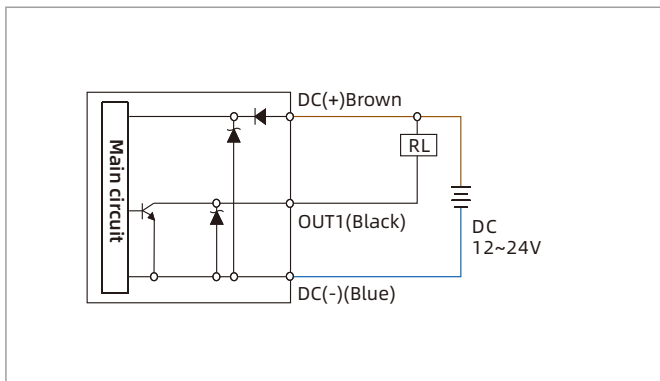 DC(+)Brown
RL
Main circuit
OUT1(Black)
DC
12~24V
DC(-)(Blue)